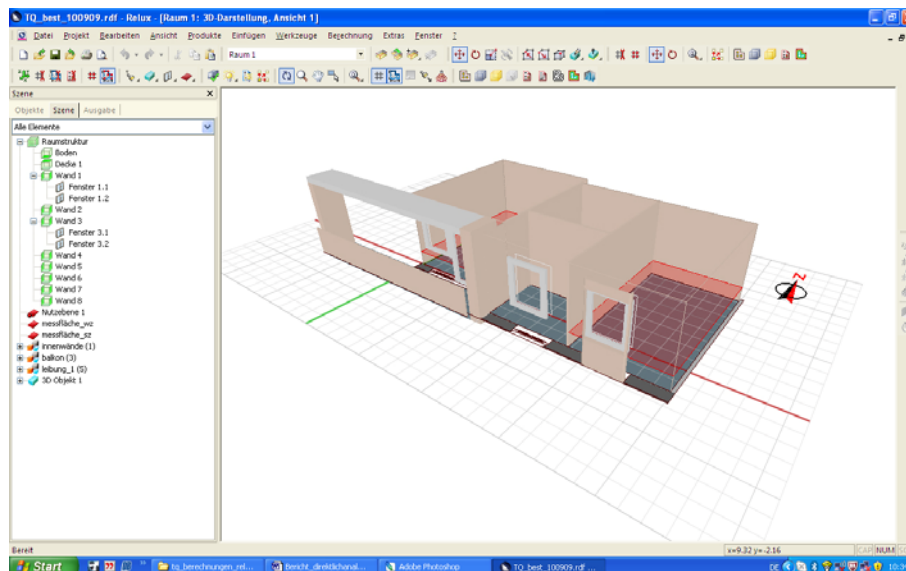 TQ_best_100909.rdf - Relux - [Raum 1: 3D-Darstellung, Ansicht 1]
Datei Projekt Bearbeiten Ansicht Produkte Einfügen Werkzeuge Berechnung Extras Fenster ?
Raum 1
Szene x
Objekte Szene Ausgabe
Alle Elemente
Raumstruktur
Boden
Decke 1
Wand 1
Fenster 1.1
Fenster 1.2
Wand 2
Wand 3
Fenster 3.1
Fenster 3.2
Wand 4
Wand 5
Wand 6
Wand 7
Wand 8
Nutzebene 1
messfläche_wz
messfläche_sz
innenwände (1)
balkon (3)
leibung_1 (5)
3D Objekt 1
N
Bereit
x=9.32 y=-2.16
CAP NUM
Start
tq_berechnungen_rel...
Bericht_direktlichanal...
Adobe Photoshop
TQ_best_100909.rdf ...
DE